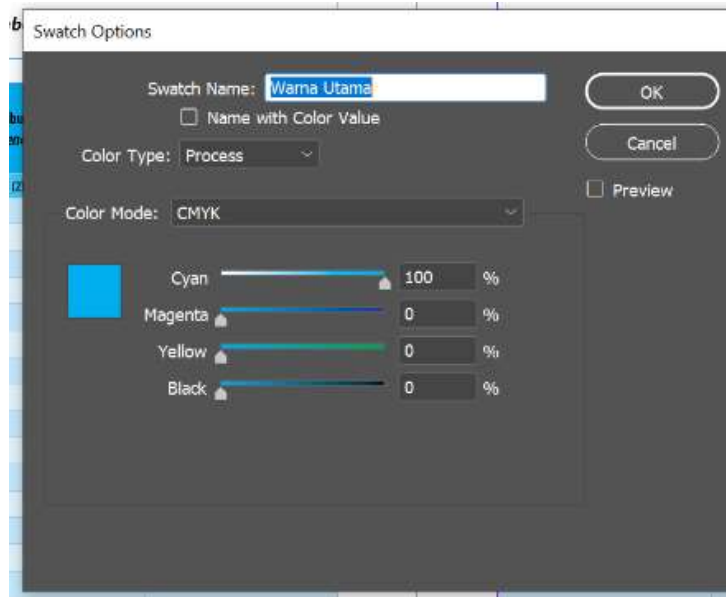 Swatch Options
Swatch Name: Warna Utama
Name with Color Value
Color Type: Process
Color Mode: CMYK
Cyan 100 %
Magenta 0 %
Yellow 0 %
Black 0 %
OK
Cancel
Preview